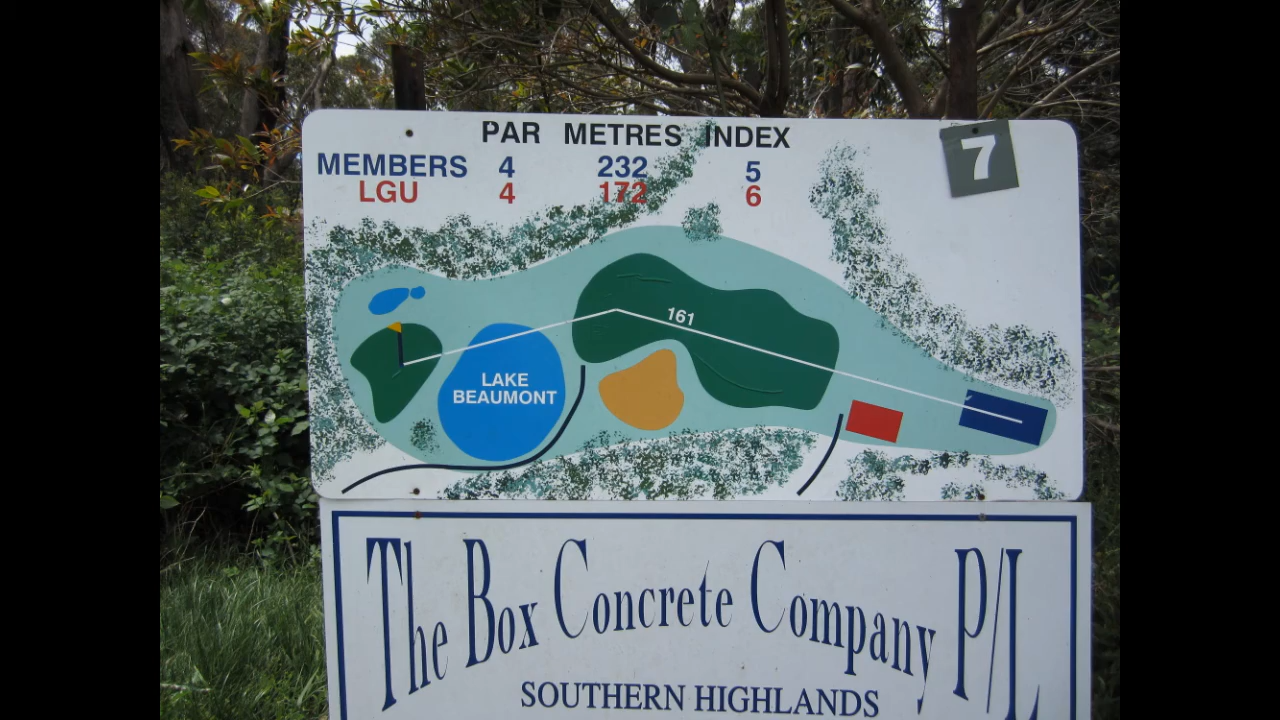 PAR METRES INDEX
7
MEMBERS 4 232 5
LGU 4 172 6
161
LAKE
BEAUMONT
The Box Concrete Company P/L
SOUTHERN HIGHLANDS